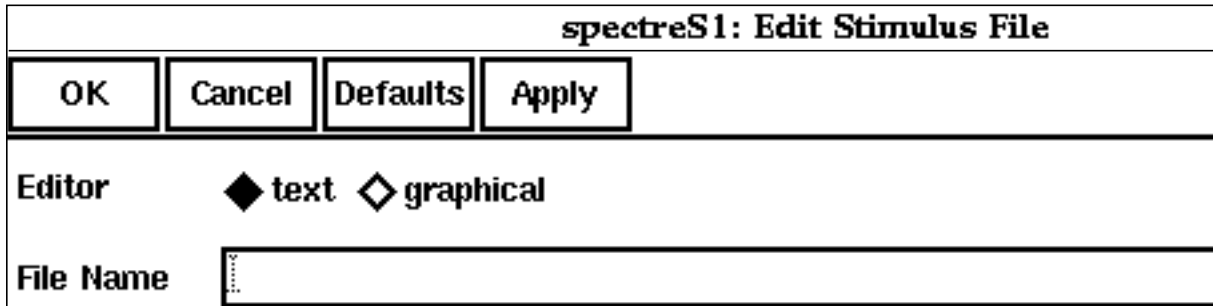 spectreS1: Edit Stimulus File
OK Cancel Defaults Apply
Editor text graphical
File Name